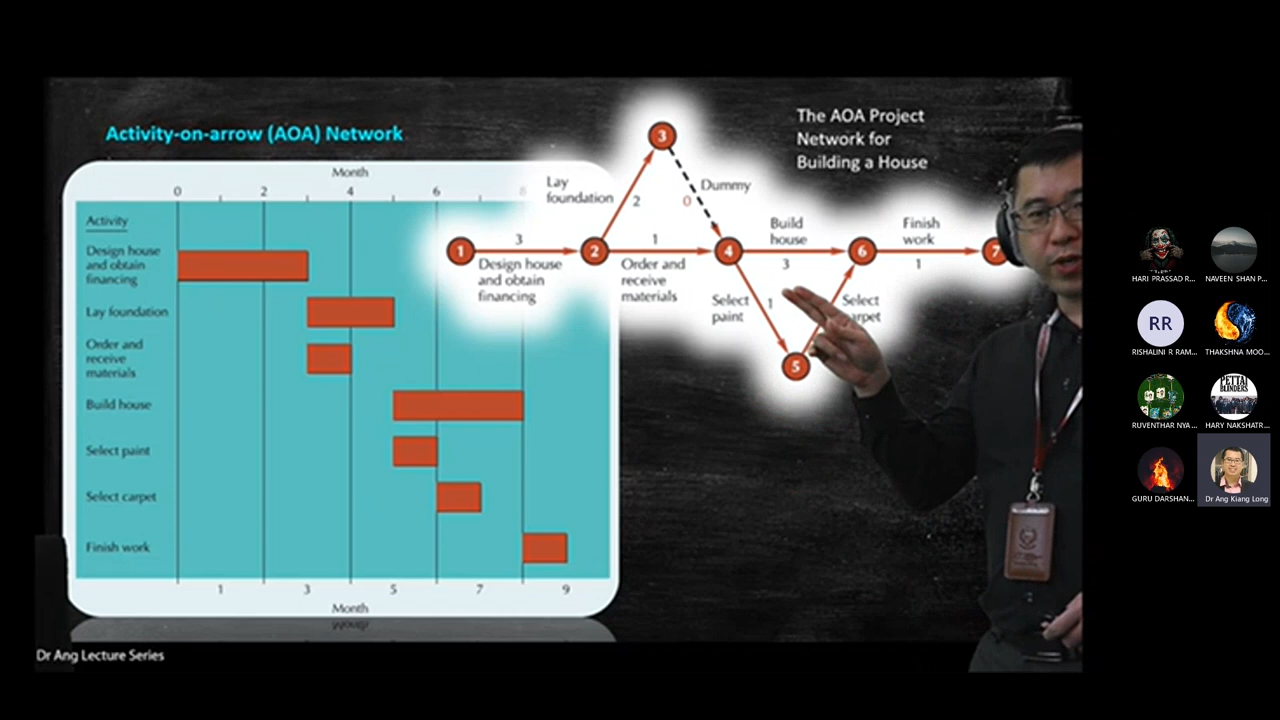 Activity-on-arrow (AOA) Network
The AOA Project
Network for
Building a House
Month
0 2 4 6 8
Activity
Design house
and obtain
financing
Lay foundation
Order and
receive
materials
Build house
Select paint
Select carpet
Finish work
1 3 5 7 9
Month
3
Lay
foundation
2
0
Dummy
1
3
2
1
4
Build
house
3
6
Finish
work
1
7
Design house
and obtain
financing
Order and
receive
materials
Select
paint
1
Select
5
Dr Ang Lecture Series
HARI PRASSAD R...
NAVEEN SHAN P...
RR
RISHALINI R RAM...
THAKSHNA MOO...
RUVENTHAR NYA...
PETTAI
BLINDERS
HARY NAKSHATR...
GURU DARSHAN...
Dr Ang Kiang Long